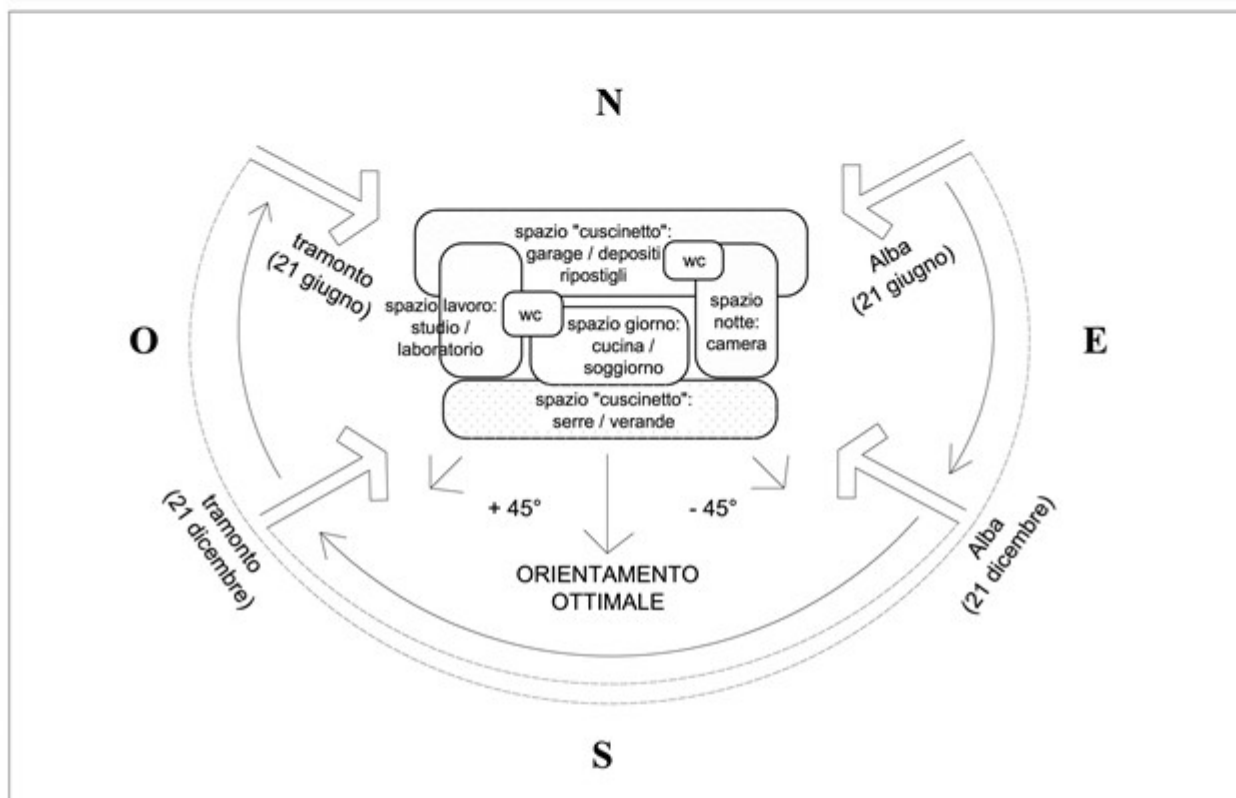 N
spazio "cuscinetto":
garage / depositi
ripostigli
wc
tramonto
(21 giugno)
Alba
(21 giugno)
spazio lavoro:
studio /
laboratorio
wc
spazio giorno:
cucina /
soggiorno
spazio
notte:
camera
O
E
spazio "cuscinetto":
serre / verande
+ 45°
- 45°
tramonto
(21 dicembre)
Alba
(21 dicembre)
ORIENTAMENTO
OTTIMALE
S